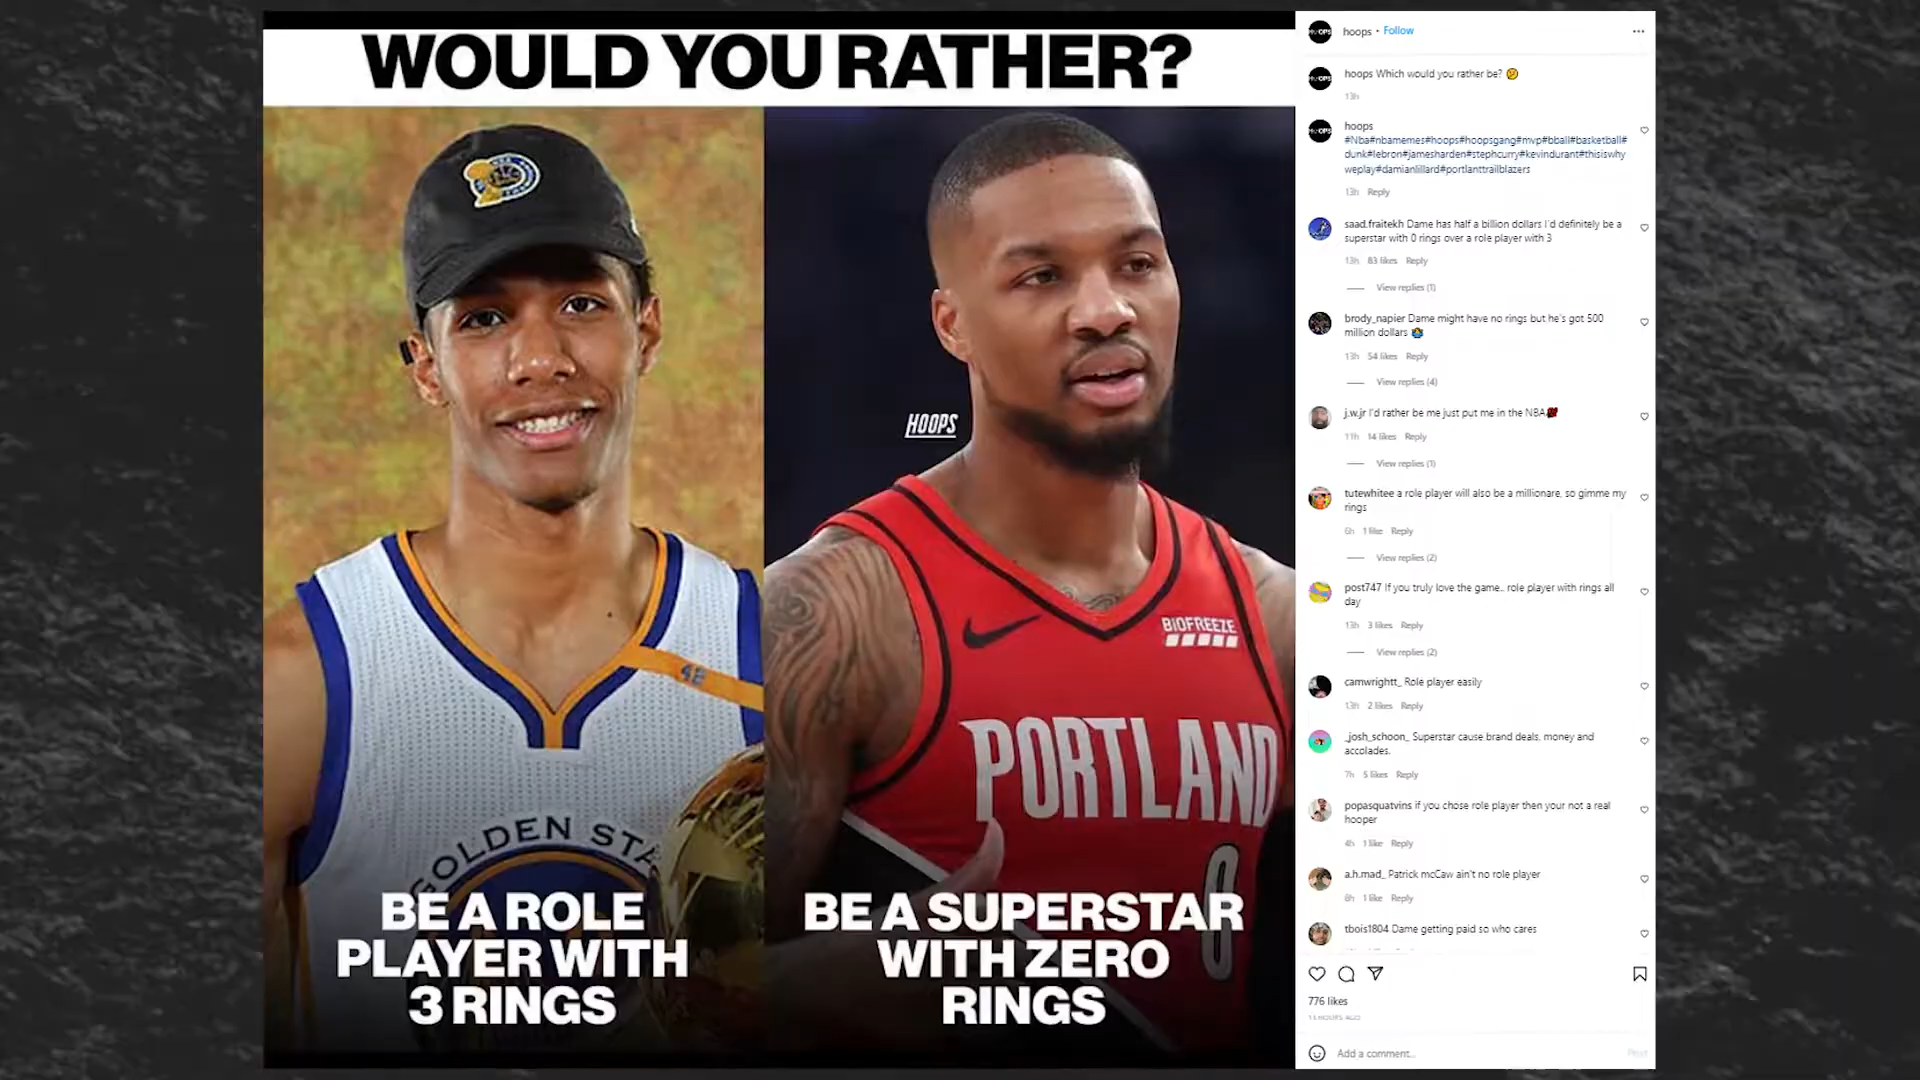 WOULD YOU RATHER?
HOOPS
BIOFREEZE
PORTLAND
GOLDEN STA
BE A ROLE
PLAYER WITH
3 RINGS
BE A SUPERSTAR
WITH ZERO
RINGS
hoops • Follow
hoops Which would you rather be?
13h
hoops
#Nba#nbamemes#hoops#hoopsgang#mvp#bball#basketball#
dunk#lebron#jamesharden#stephcurry#kevindurant#thisiswhy
weplay#damianlillard#portlanttrailblazers
13h Reply
saad.fraitekh Dame has half a billion dollars I'd definitely be a
superstar with 0 rings over a role player with 3
13h 83 likes Reply
View replies (1)
brody_napier Dame might have no rings but he's got 500
million dollars
13h 54 likes Reply
View replies (4)
j.w.jr I'd rather be me just put me in the NBA
11h 14 likes Reply
View replies (1)
tutewhitee a role player will also be a millionare, so gimme my
rings
6h 1 like Reply
View replies (2)
post747 If you truly love the game.. role player with rings all
day
13h 3 likes Reply
View replies (2)
camwrightt_ Role player easily
13h 2 likes Reply
_josh_schoon_ Superstar cause brand deals, money and
accolades.
7h 5 likes Reply
popasquatvins if you chose role player then your not a real
hooper
4h 1 like Reply
a.h.mad_ Patrick mcCaw ain't no role player
8h 1 like Reply
tbois1804 Dame getting paid so who cares
776 likes
13 HOURS AGO
Add a comment...
Post